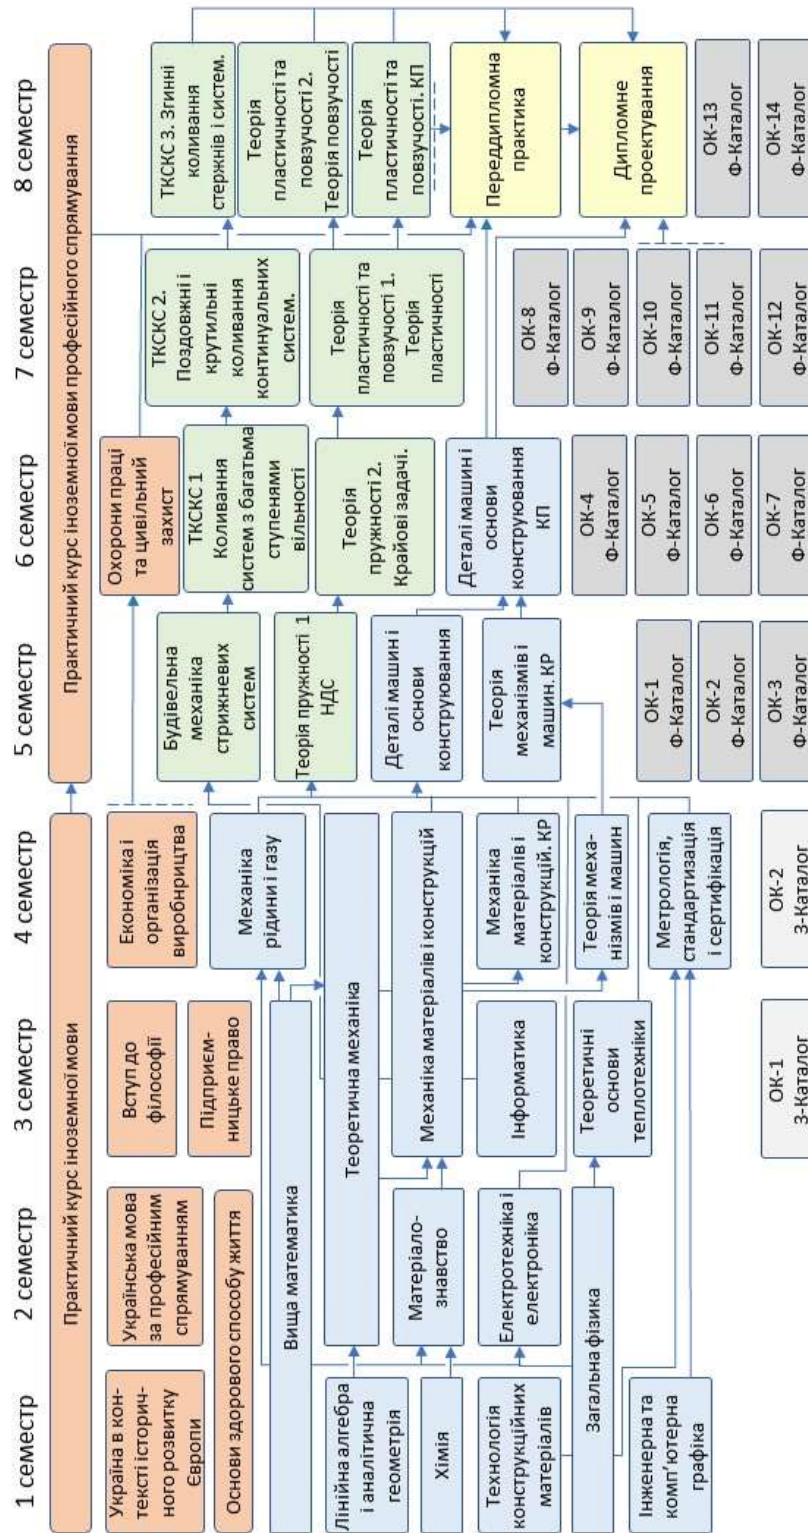 1 семестр
2 семестр
3 семестр
4 семестр
5 семестр
6 семестр
7 семестр
8 семестр
Практичний курс іноземної мови
Практичний курс іноземної мови професійного спрямування
Україна в кон-
тексті історич-
ного розвитку
Європи
Українська мова
за професійним
спрямуванням
Вступ до
філософії
Економіка і
організація
виробнритцва
Охорони праці
та цивільний
захист
Основи здорового способу життя
Підприєм-
ницьке право
Вища математика
Механіка
рідини і газу
Будівельна
механіка
стрижневих
систем
ТКСКС 1
Коливання
систем з багатьма
ступенями
вільності
ТКСКС 2.
Поздовжні і
крутильні
коливання
континуальних
систем.
ТКСКС 3. Згинні
коливання
стержнів і систем.
Лінійна алгебра
і аналітична
геометрія
Теоретична механіка
Теорія пружності 1
НДС
Теорія
пружності 2.
Крайові задачі.
Теорія
пластичності та
повзучості 1.
Теорія
пластичності
Теорія
пластичності та
повзучості 2.
Теорія повзучості
Теорія
пластичності та
повзучості. КП
Хімія
Матеріало-
знавство
Механіка матеріалів і конструкцій
Деталі машин і
основи
конструювання
Деталі машин і
основи
конструювання
КП
Переддипломна
практика
Технологія
конструкційних
матеріалів
Електротехніка і
електроніка
Інформатика
Механіка
матеріалів і
конструкцій. КР
Теорія
механізмів і
машин. КР
Загальна фізика
Теоретичні
основи
теплотехніки
Теорія меха-
нізмів і машин
Дипломне
проектування
Інженерна та
комп’ютерна
графіка
Метрологія,
стандартизація
і сертифікація
ОК-1
З-Каталог
ОК-2
З-Каталог
ОК-1
Ф-Каталог
ОК-2
Ф-Каталог
ОК-3
Ф-Каталог
ОК-4
Ф-Каталог
ОК-5
Ф-Каталог
ОК-6
Ф-Каталог
ОК-7
Ф-Каталог
ОК-8
Ф-Каталог
ОК-9
Ф-Каталог
ОК-10
Ф-Каталог
ОК-11
Ф-Каталог
ОК-12
Ф-Каталог
ОК-13
Ф-Каталог
ОК-14
Ф-Каталог